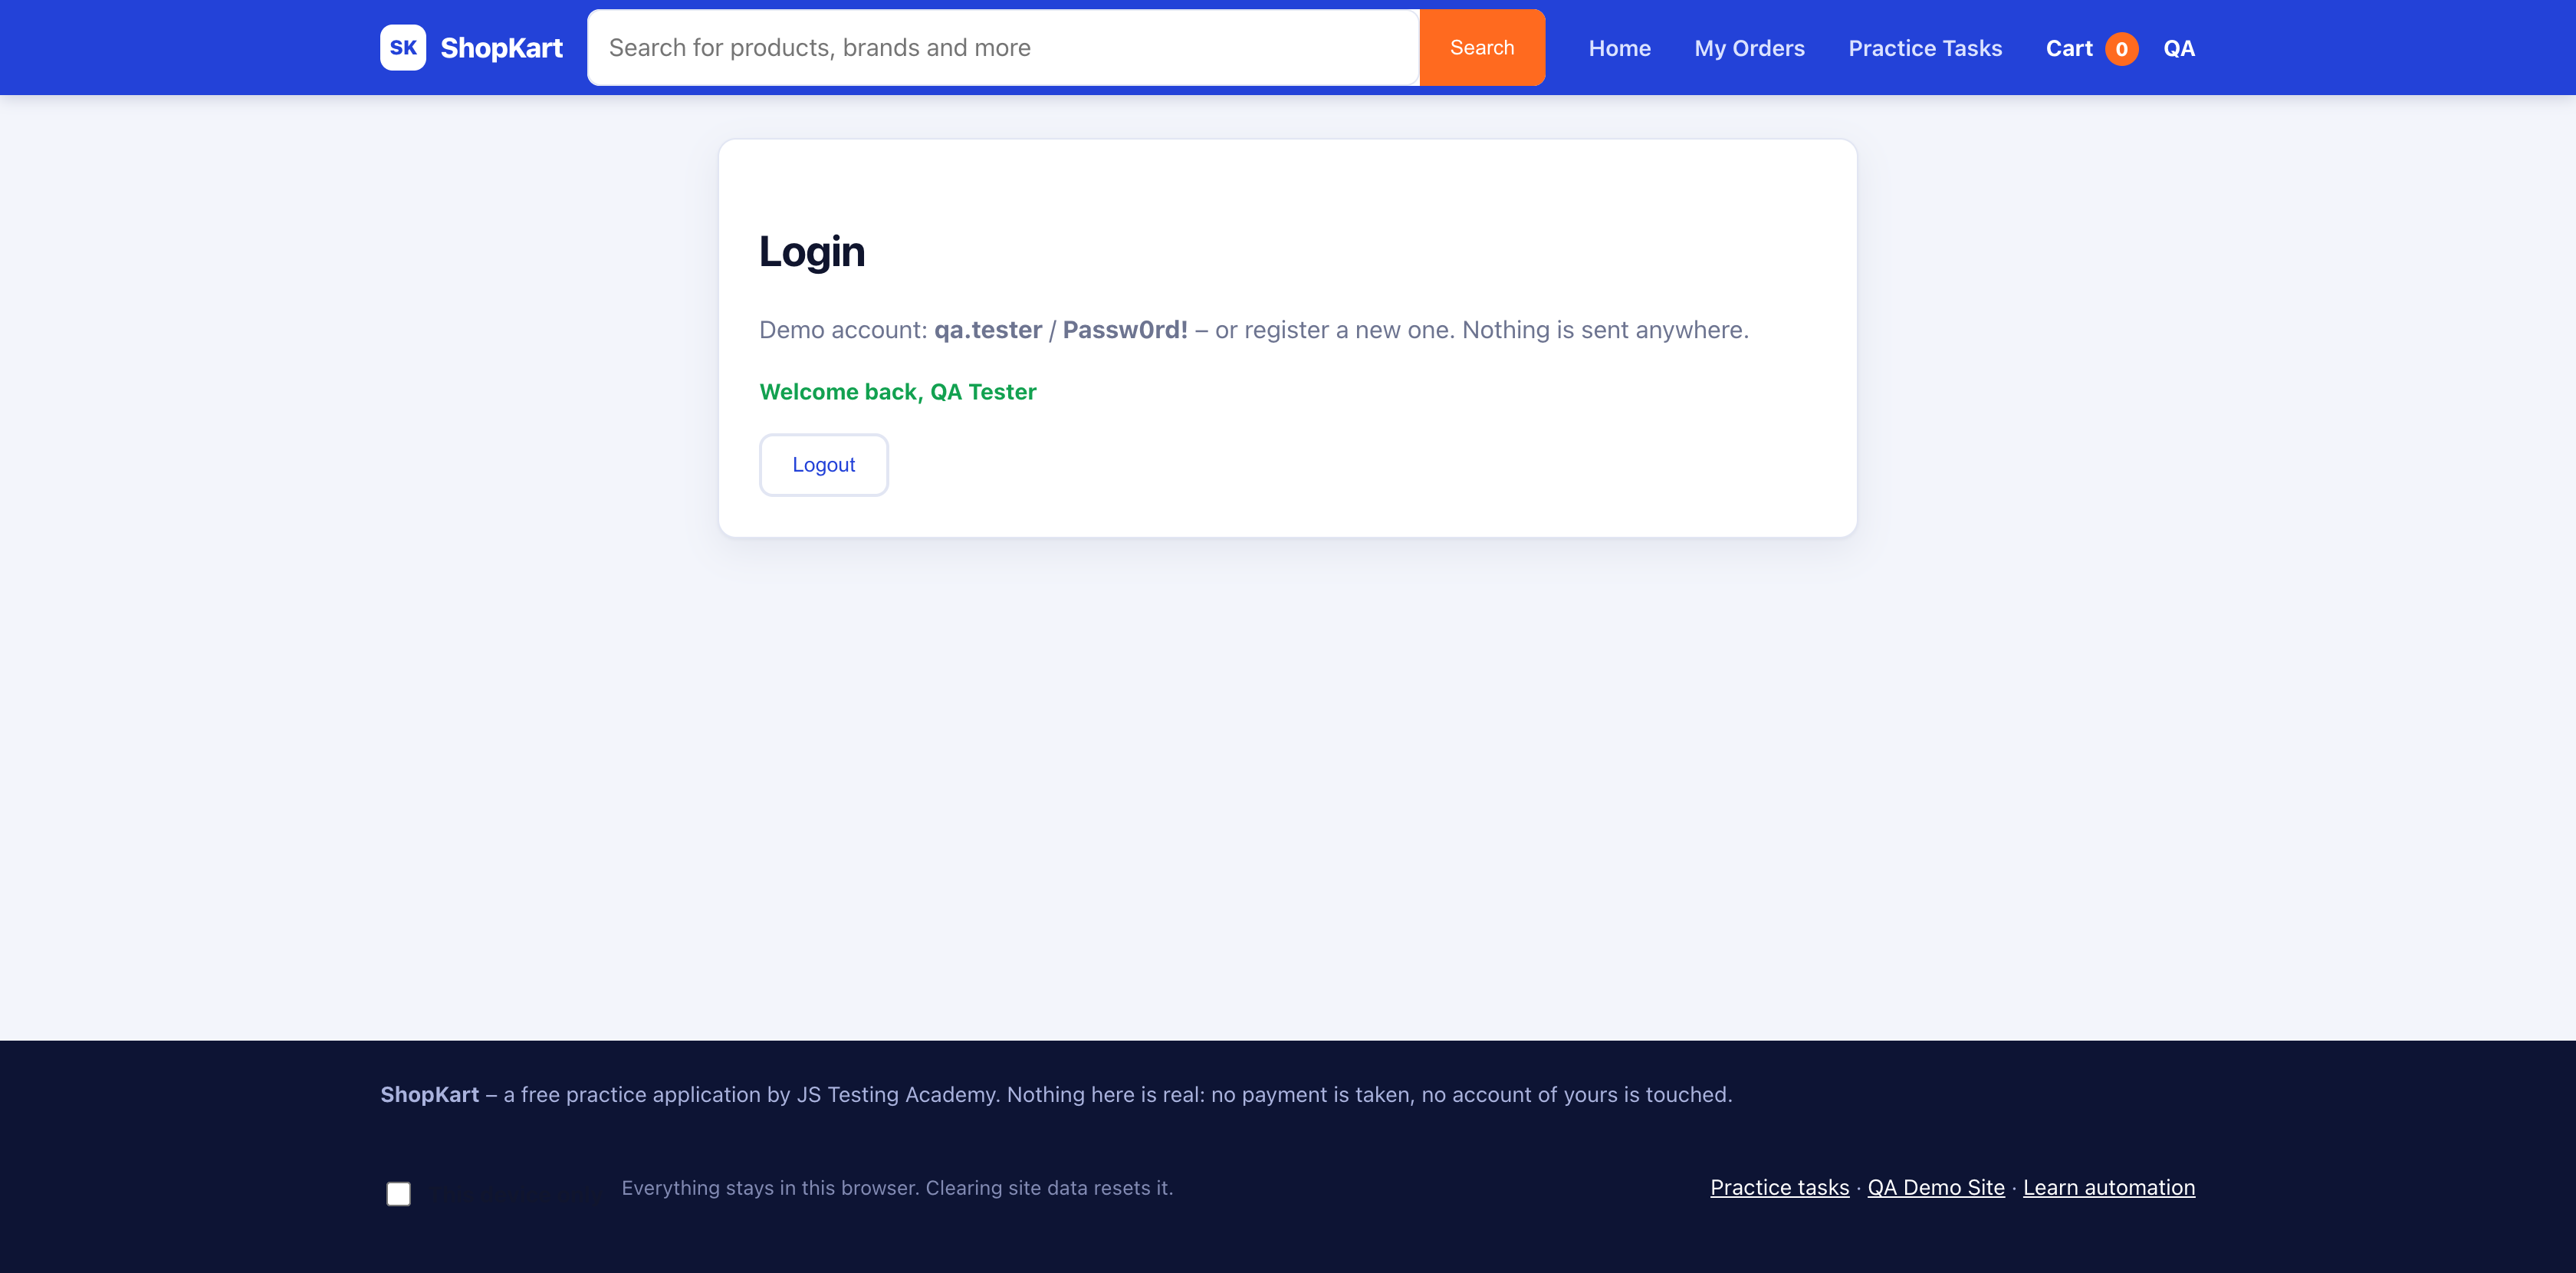 SK ShopKart Search for products, brands and more Search Home My Orders Practice Tasks Cart 0 QA
Login
Demo account: qa.tester / Passw0rd! – or register a new one. Nothing is sent anywhere.
Welcome back, QA Tester
Logout
ShopKart – a free practice application by JS Testing Academy. Nothing here is real: no payment is taken, no account of yours is touched.
Everything stays in this browser. Clearing site data resets it. Practice tasks · QA Demo Site · Learn automation